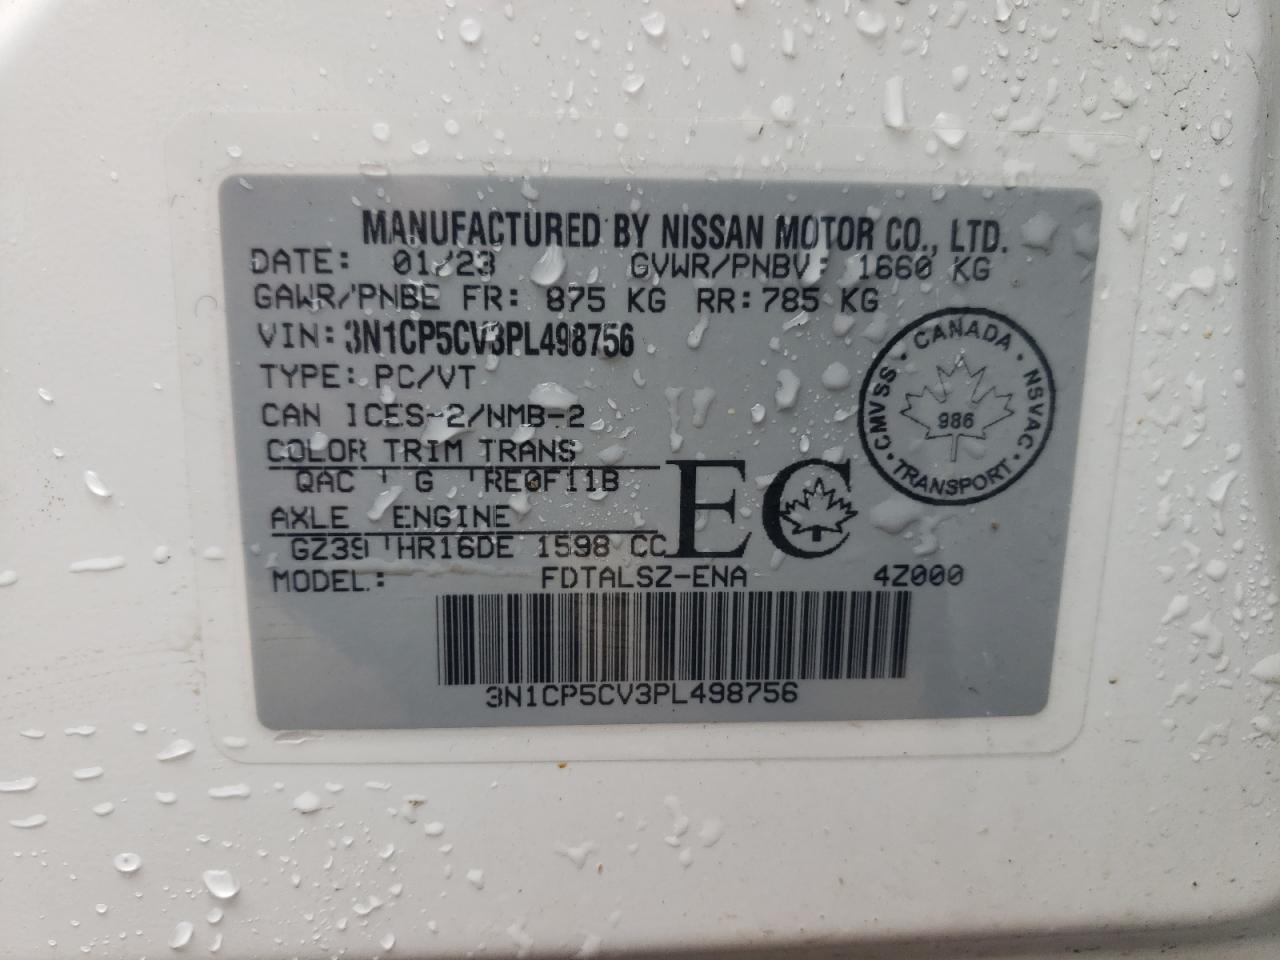 MANUFACTURED BY NISSAN MOTOR CO., LTD.
DATE: 01/23 GVWR/PNBV: 1660 KG
GAWR/PNBE FR: 875 KG RR: 785 KG
VIN: 3N1CP5CV3PL498756
TYPE: PC/VT
CAN ICES-2/NMB-2
COLOR TRIM TRANS
QAC G RE0F11B
AXLE ENGINE
GZ39 HR16DE 1598 CC
EC
CANADA · NSVAC · TRANSPORT · CMVSS ·
986
MODEL: FDTALSZ-ENA 4Z000
3N1CP5CV3PL498756